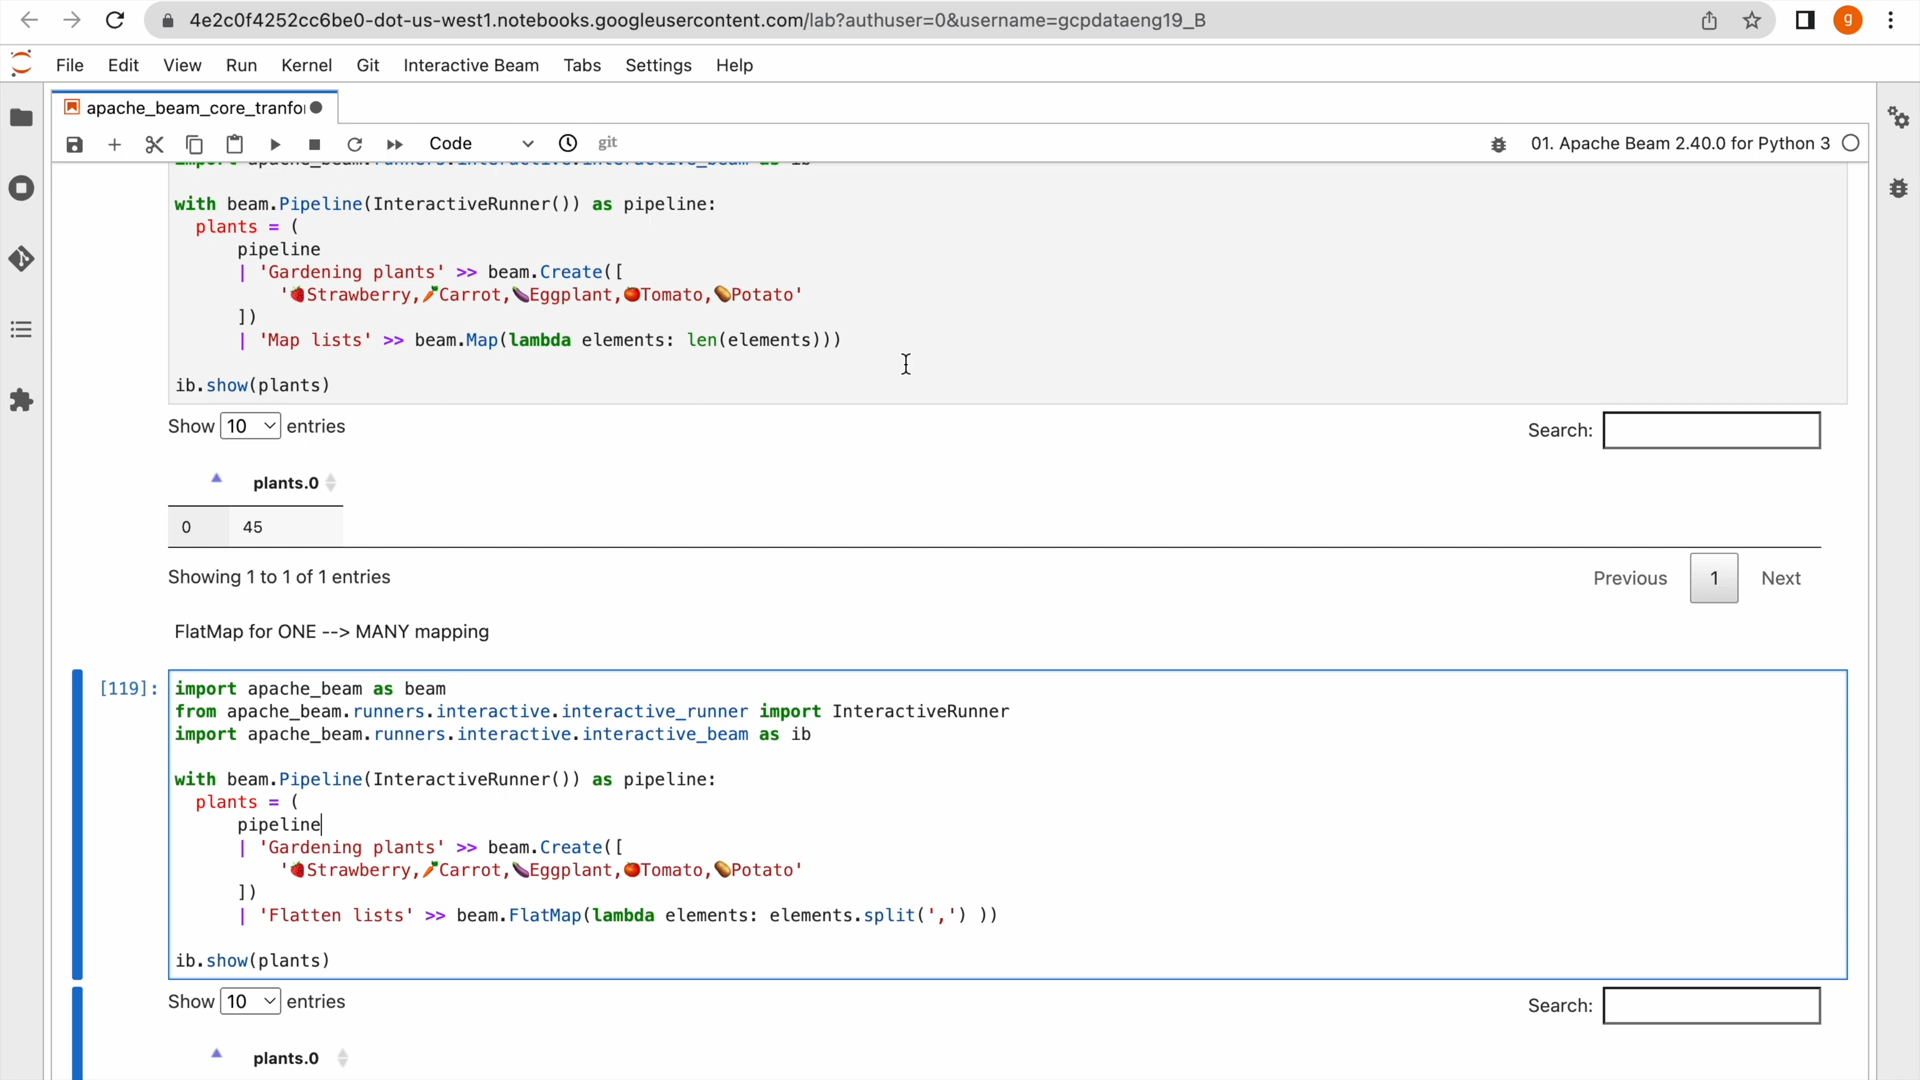 4e2c0f4252cc6be0-dot-us-west1.notebooks.googleusercontent.com/lab?authuser=0&username=gcpdataeng19_B
g
File Edit View Run Kernel Git Interactive Beam Tabs Settings Help
apache_beam_core_tranfo
Code
git
01. Apache Beam 2.40.0 for Python 3
import apache_beam.runners.interactive.interactive_beam as ib
with beam.Pipeline(InteractiveRunner()) as pipeline:
plants = (
pipeline
| 'Gardening plants' >> beam.Create([
'🍓Strawberry,🥕Carrot,🍆Eggplant,🍅Tomato,🥔Potato'
])
| 'Map lists' >> beam.Map(lambda elements: len(elements)))
ib.show(plants)
Show 10 entries
Search:
plants.0
0 45
Showing 1 to 1 of 1 entries
Previous 1 Next
FlatMap for ONE --> MANY mapping
[119]:
import apache_beam as beam
from apache_beam.runners.interactive.interactive_runner import InteractiveRunner
import apache_beam.runners.interactive.interactive_beam as ib
with beam.Pipeline(InteractiveRunner()) as pipeline:
plants = (
pipeline
| 'Gardening plants' >> beam.Create([
'🍓Strawberry,🥕Carrot,🍆Eggplant,🍅Tomato,🥔Potato'
])
| 'Flatten lists' >> beam.FlatMap(lambda elements: elements.split(',') ))
ib.show(plants)
Show 10 entries
Search:
plants.0